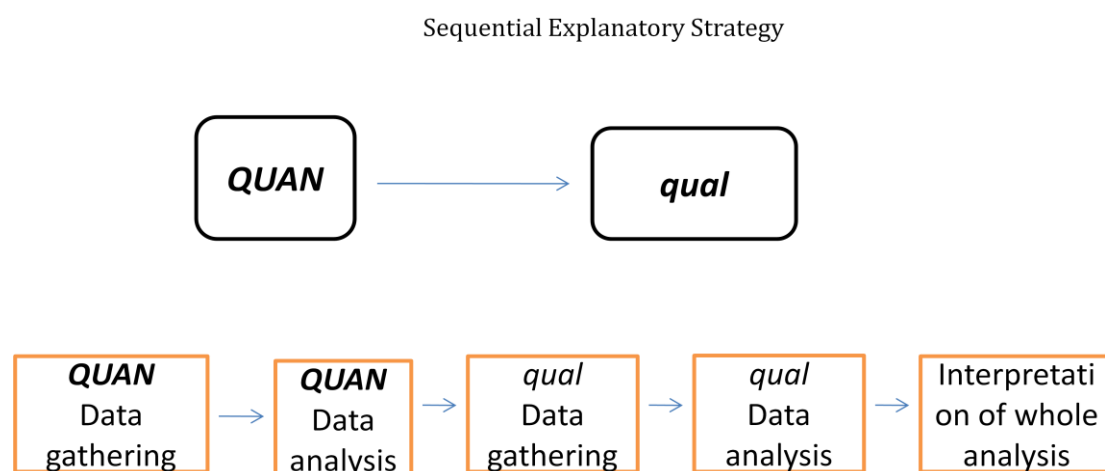 Sequential Explanatory Strategy
QUAN
qual
QUAN
Data
gathering
QUAN
Data
analysis
qual
Data
gathering
qual
Data
analysis
Interpretati
on of whole
analysis